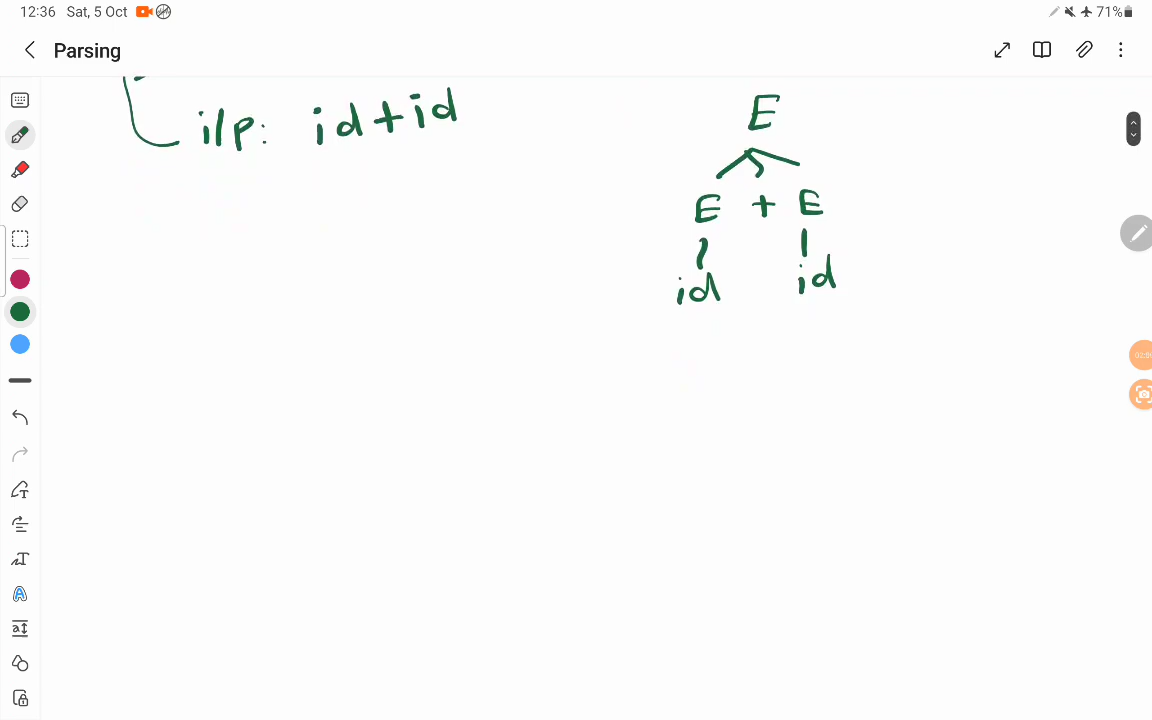 12:36 Sat, 5 Oct 71%
Parsing
i/p: id+id
E
E + E
id id